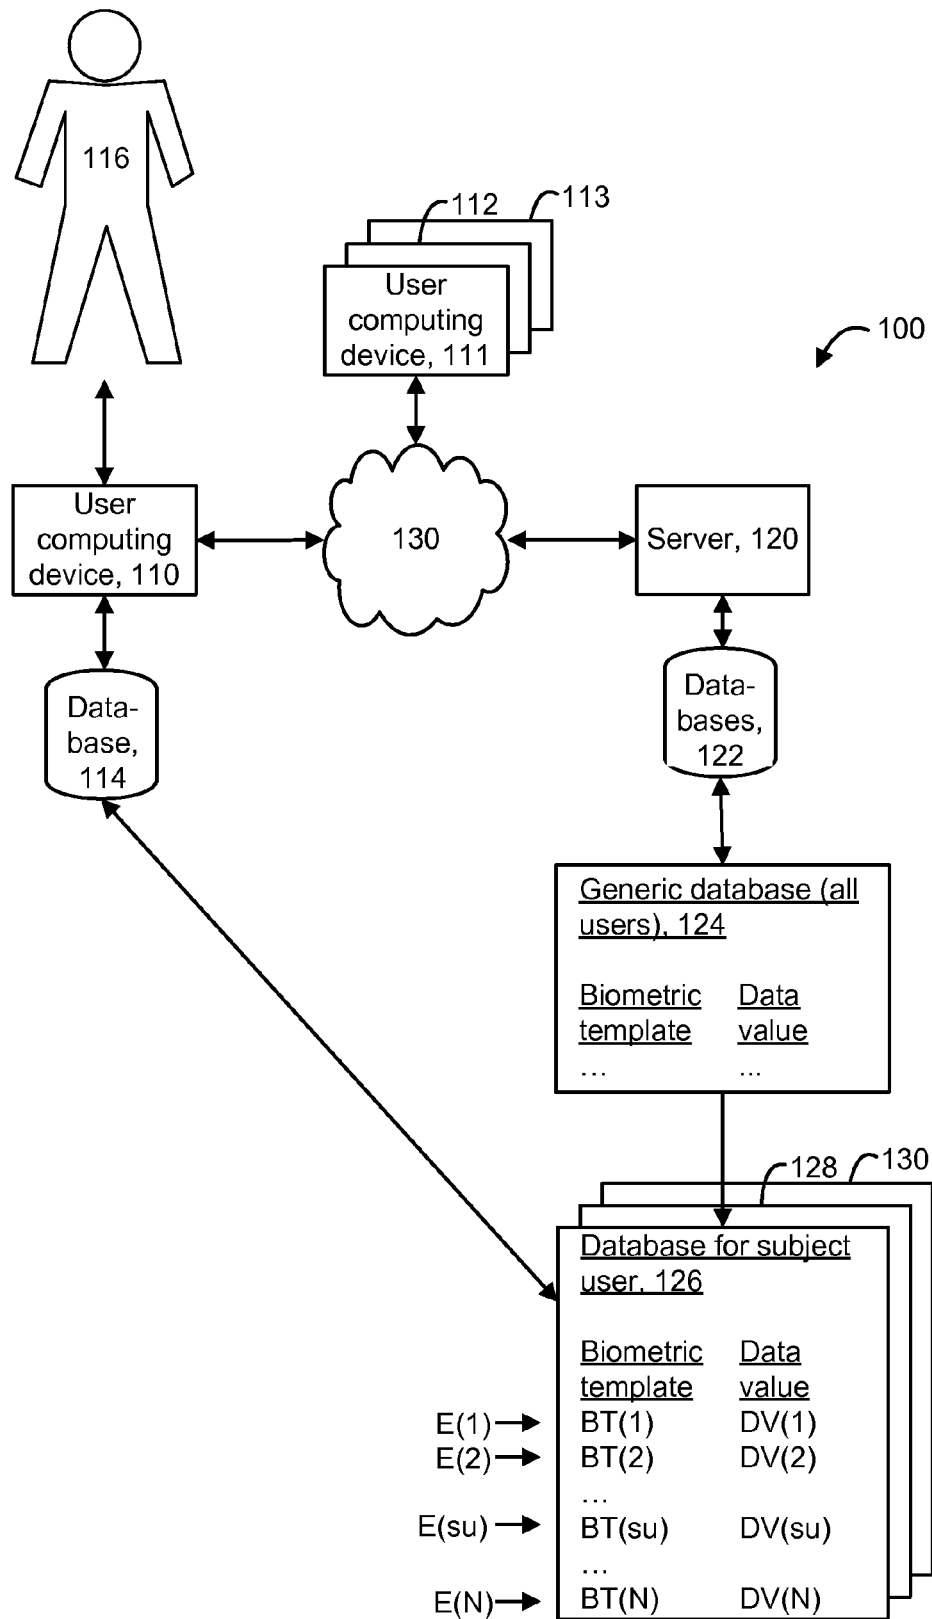 116
112
113
User
computing
device, 111
100
User
computing
device, 110
130
Server, 120
Data-
base,
114
Data-
bases,
122
Generic database (all
users), 124
Biometric Data
template value
... ...
128
130
Database for subject
user, 126
Biometric Data
template value
E(1) BT(1) DV(1)
E(2) BT(2) DV(2)
...
E(su) BT(su) DV(su)
...
E(N) BT(N) DV(N)